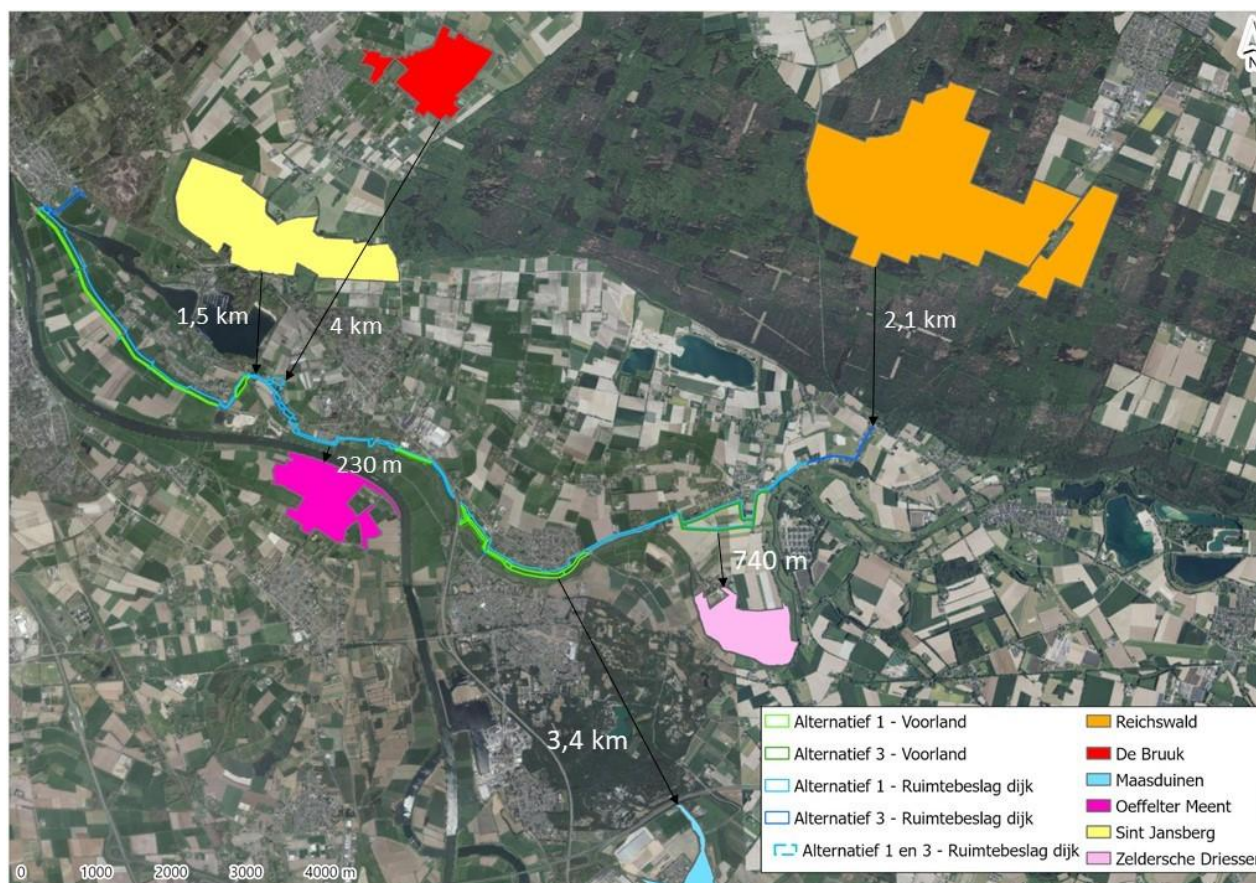 N
1,5 km
4 km
2,1 km
230 m
740 m
3,4 km
Alternatief 1 - Voorland
Alternatief 3 - Voorland
Alternatief 1 - Ruimtebeslag dijk
Alternatief 3 - Ruimtebeslag dijk
Alternatief 1 en 3 - Ruimtebeslag dijk
Reichswald
De Bruuk
Maasduinen
Oeffelter Meent
Sint Jansberg
Zeldersche Driessen
0 1000 2000 3000 4000 m